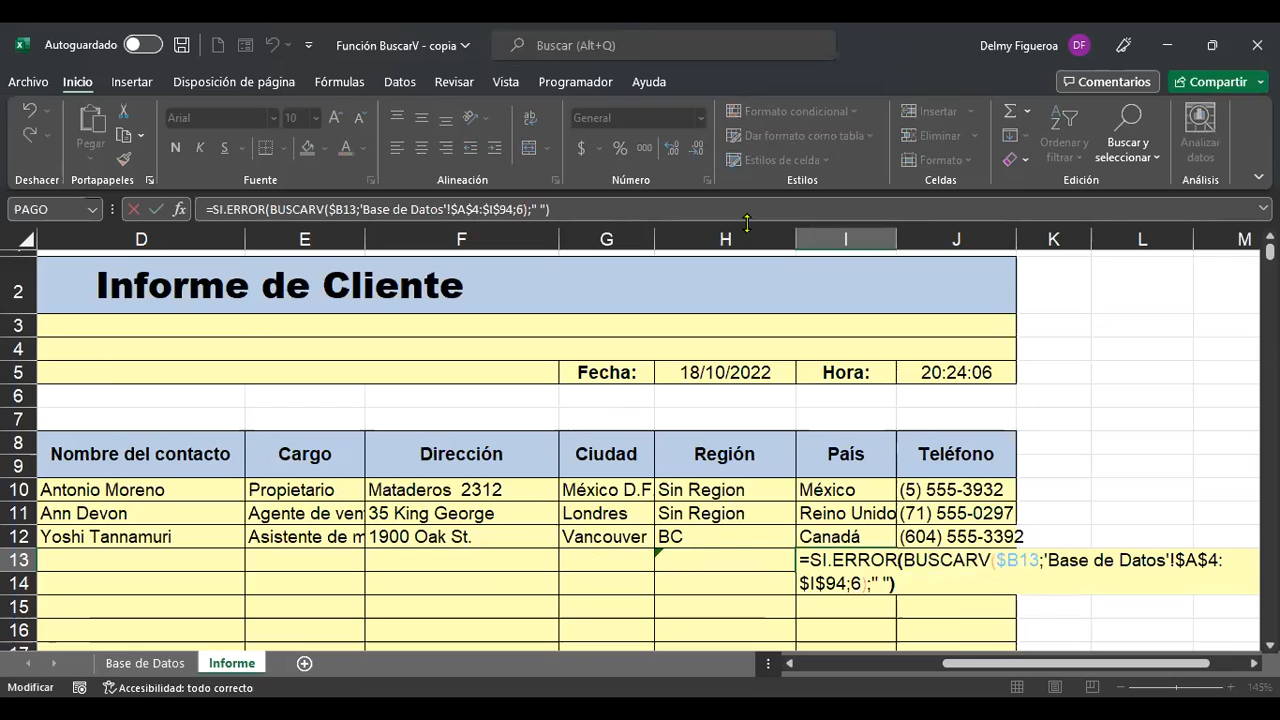 Autoguardado
Función BuscarV - copia
Buscar (Alt+Q)
Delmy Figueroa
DF
Archivo Inicio Insertar Disposición de página Fórmulas Datos Revisar Vista Programador Ayuda
Comentarios
Compartir
Pegar
Arial
10
N K S
A
General
$ % 000
Formato condicional
Dar formato como tabla
Estilos de celda
Insertar
Eliminar
Formato
Ordenar y
filtrar
Buscar y
seleccionar
Analizar
datos
Deshacer Portapapeles Fuente Alineación Número Estilos Celdas Edición Análisis
PAGO
fx
=SI.ERROR(BUSCARV($B13;'Base de Datos'!$A$4:$I$94;6);" ")
D E F G H I J K L M
2 Informe de Cliente
3
4
5 Fecha: 18/10/2022 Hora: 20:24:06
6
7
8
9
Nombre del contacto Cargo Dirección Ciudad Región País Teléfono
10 Antonio Moreno Propietario Mataderos  2312 México D.F. Sin Region México (5) 555-3932
11 Ann Devon Agente de ven 35 King George Londres Sin Region Reino Unido (71) 555-0297
12 Yoshi Tannamuri Asistente de m 1900 Oak St. Vancouver BC Canadá (604) 555-3392
13 =SI.ERROR(BUSCARV($B13;'Base de Datos'!$A$4:
14 $I$94;6);" ")
15
16
17
Base de Datos Informe
Modificar
Accesibilidad: todo correcto
145%